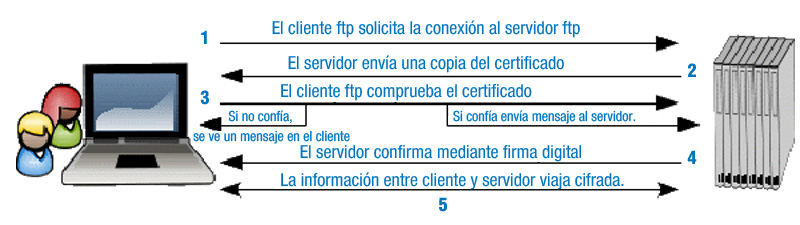 El cliente ftp solicita la conexión al servidor ftp
1
El servidor envía una copia del certificado
2
El cliente ftp comprueba el certificado
3
Si no confía,
se ve un mensaje en el cliente
Si confía envía mensaje al servidor.
El servidor confirma mediante firma digital
4
La información entre cliente y servidor viaja cifrada.
5